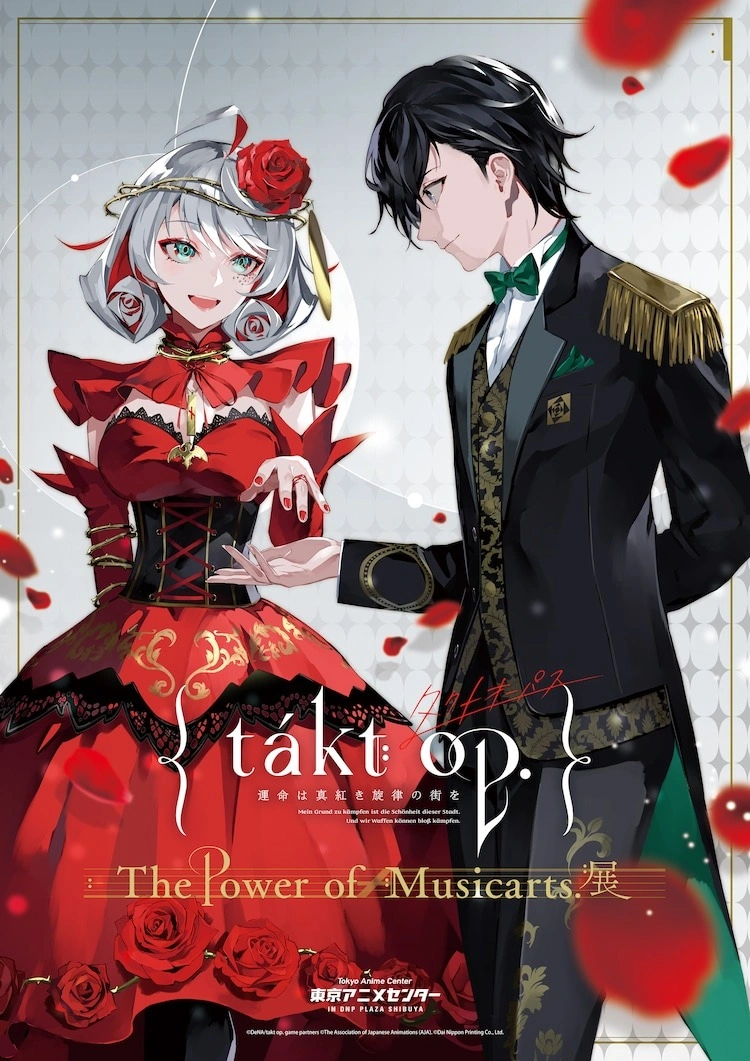 タクトオーパス
{takt op.}
運命は真紅き旋律の街を
Mein Grund zu kämpfen ist die Schönheit dieser Stadt.
Und wir Waffen können bloß kämpfen.
The Power of Musicarts.展
Tokyo Anime Center
東京アニメセンター
IN DNP PLAZA SHIBUYA
©DeNA/takt op. game partners ©The Association of Japanese Animations (AJA), ©Dai Nippon Printing Co., Ltd.